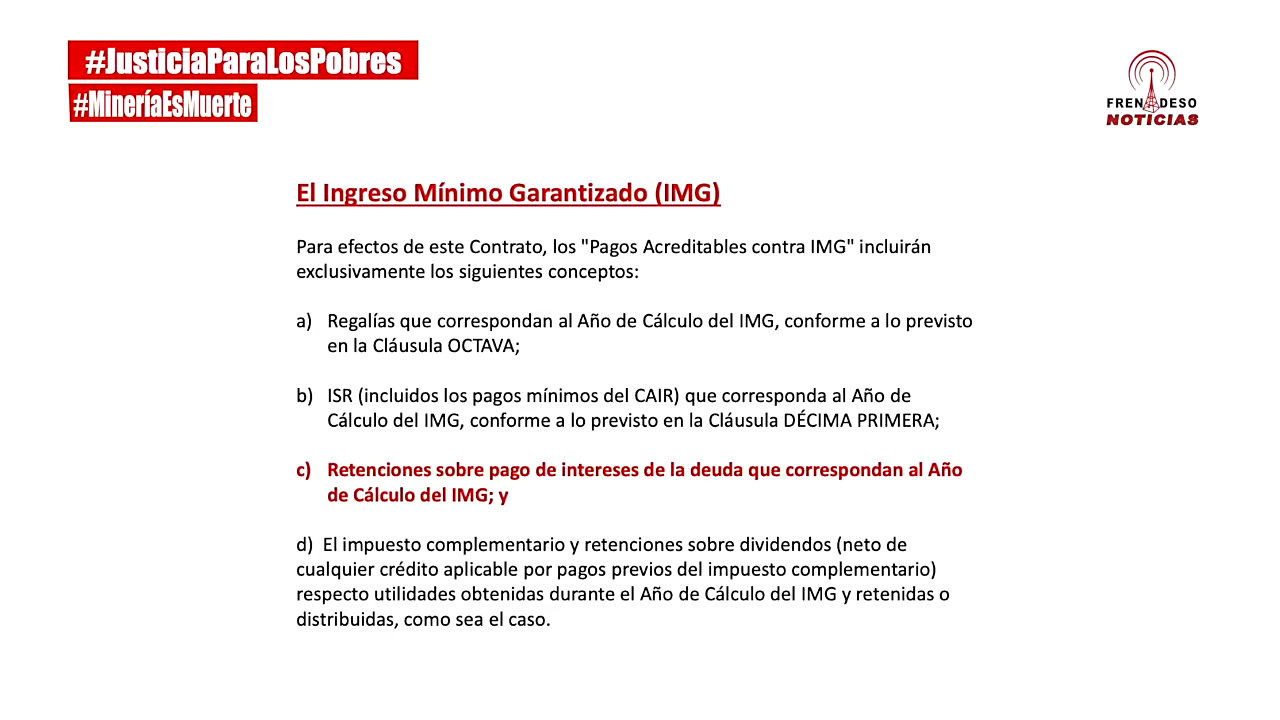 #JusticiaParaLosPobres
#MineríaEsMuerte
FRENADESO
NOTICIAS
El Ingreso Mínimo Garantizado (IMG)
Para efectos de este Contrato, los "Pagos Acreditables contra IMG" incluirán
exclusivamente los siguientes conceptos:
a) Regalías que correspondan al Año de Cálculo del IMG, conforme a lo previsto
en la Cláusula OCTAVA;
b) ISR (incluidos los pagos mínimos del CAIR) que corresponda al Año de
Cálculo del IMG, conforme a lo previsto en la Cláusula DÉCIMA PRIMERA;
c) Retenciones sobre pago de intereses de la deuda que correspondan al Año
de Cálculo del IMG; y
d) El impuesto complementario y retenciones sobre dividendos (neto de
cualquier crédito aplicable por pagos previos del impuesto complementario)
respecto utilidades obtenidas durante el Año de Cálculo del IMG y retenidas o
distribuidas, como sea el caso.